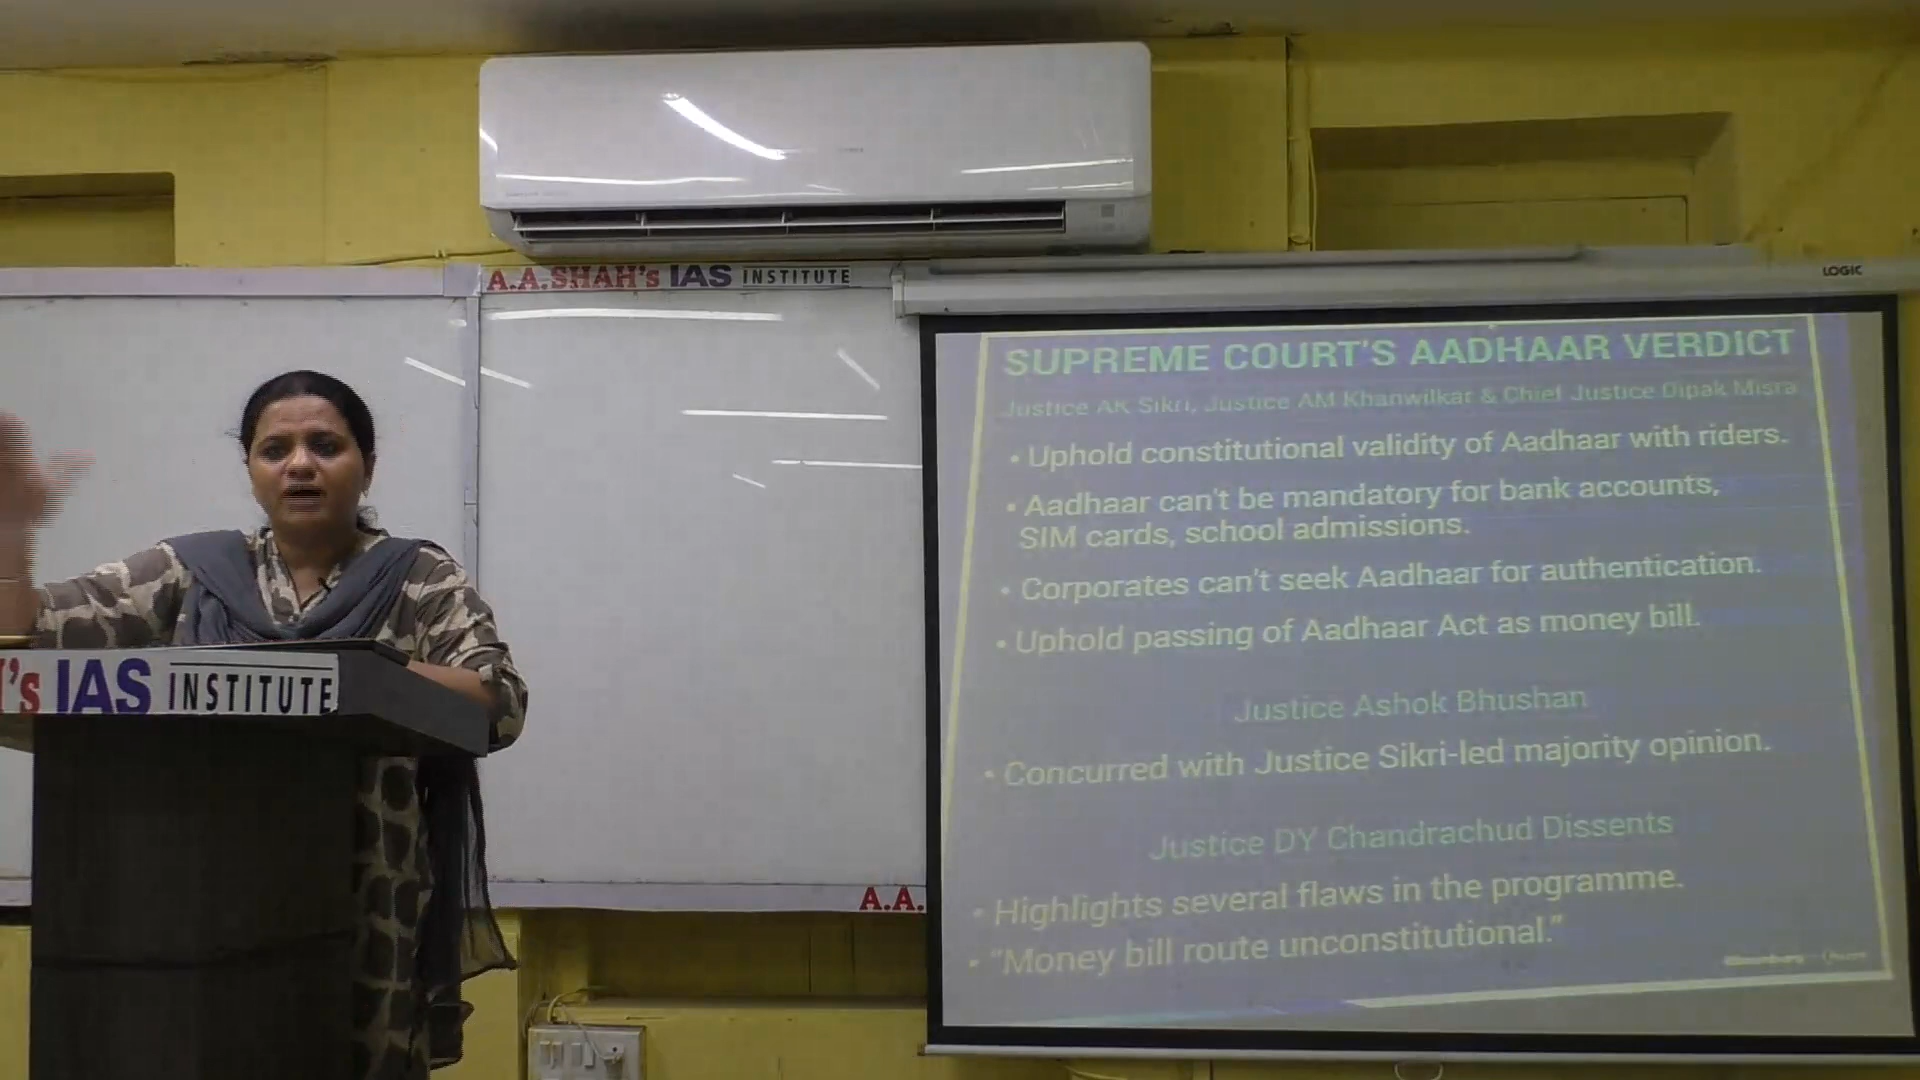 A.A.SHAH's IAS INSTITUTE
LOGIC
SUPREME COURT'S AADHAAR VERDICT
Justice AK Sikri, Justice AM Khanwilkar & Chief Justice Dipak Misra
• Uphold constitutional validity of Aadhaar with riders.
• Aadhaar can't be mandatory for bank accounts,
SIM cards, school admissions.
• Corporates can't seek Aadhaar for authentication.
• Uphold passing of Aadhaar Act as money bill.
Justice Ashok Bhushan
• Concurred with Justice Sikri-led majority opinion.
Justice DY Chandrachud Dissents
• Highlights several flaws in the programme.
• "Money bill route unconstitutional."
H's IAS INSTITUTE
A.A.